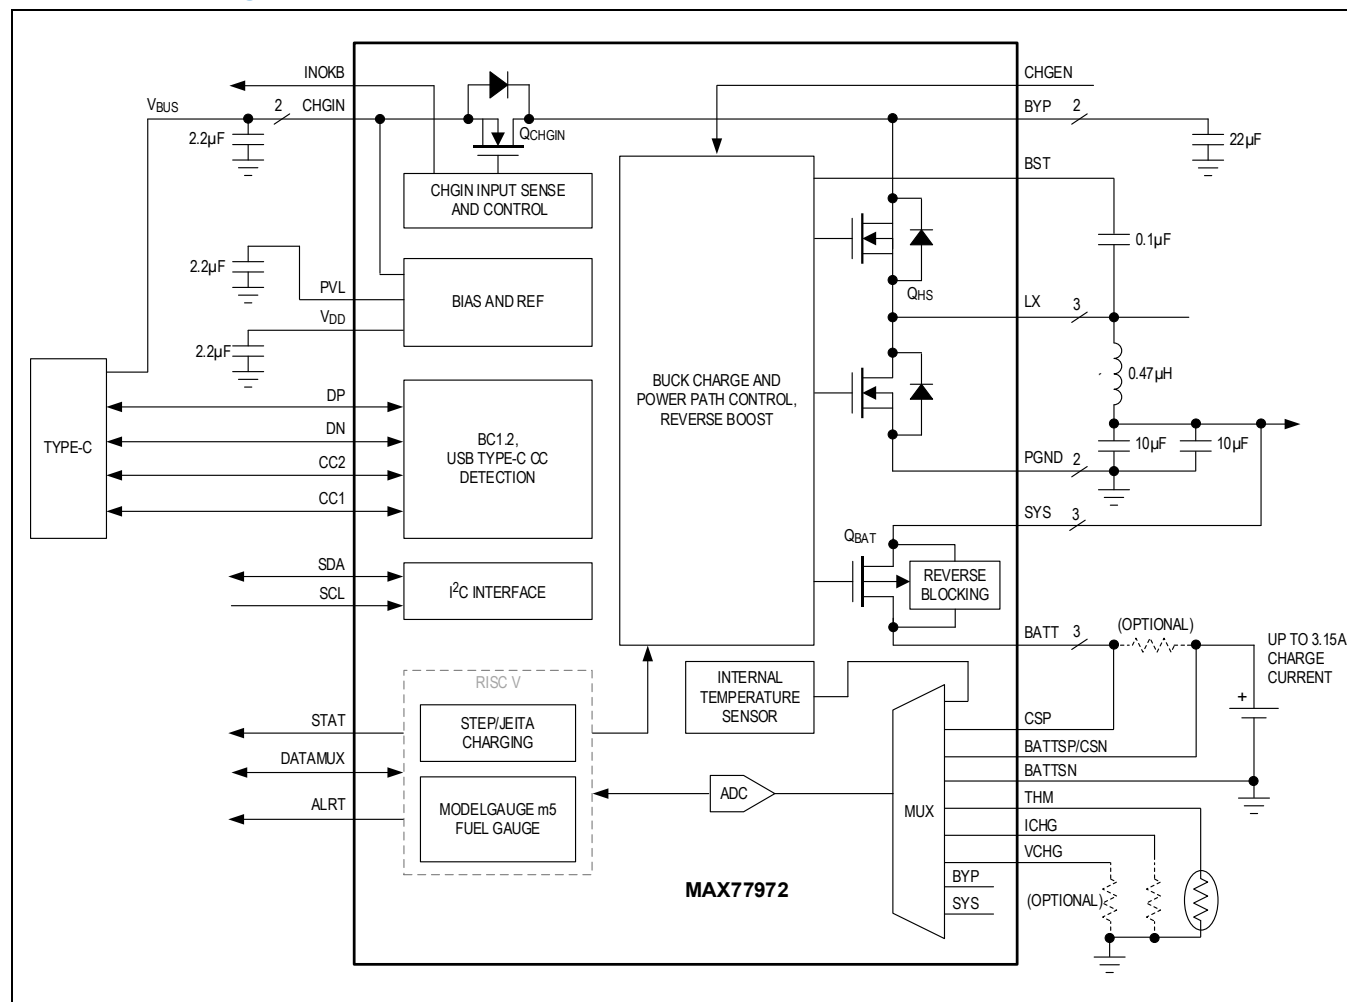 INOKB
V_BUS
2
CHGIN
2.2µF
Q_CHGIN
CHGIN INPUT SENSE
AND CONTROL
2.2µF
PVL
V_DD
2.2µF
BIAS AND REF
TYPE-C
DP
DN
CC2
CC1
BC1.2,
USB TYPE-C CC
DETECTION
SDA
SCL
I²C INTERFACE
RISC V
STAT
STEP/JEITA
CHARGING
DATAMUX
ALRT
MODELGAUGE m5
FUEL GAUGE
BUCK CHARGE AND
POWER PATH CONTROL,
REVERSE BOOST
Q_HS
Q_BAT
REVERSE
BLOCKING
INTERNAL
TEMPERATURE
SENSOR
ADC
MUX
MAX77972
CHGEN
BYP
2
22µF
BST
0.1µF
LX
3
0.47µH
10µF
10µF
PGND
2
SYS
3
BATT
3
(OPTIONAL)
UP TO 3.15A
CHARGE
CURRENT
+
CSP
BATTSP/CSN
BATTSN
THM
ICHG
VCHG
BYP
SYS
(OPTIONAL)